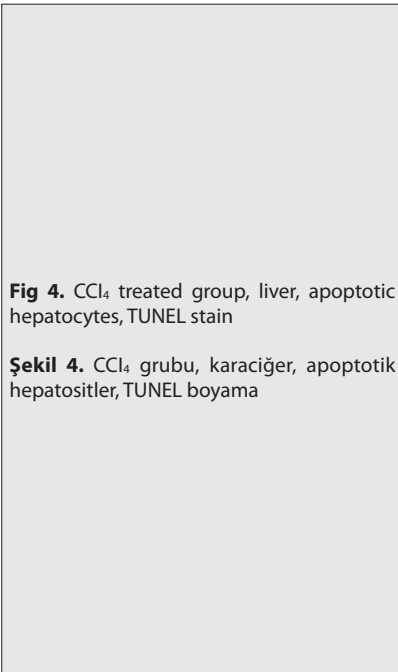 Fig 4. CCl₄ treated group, liver, apoptotic
hepatocytes, TUNEL stain
Şekil 4. CCl₄ grubu, karaciğer, apoptotik
hepatositler, TUNEL boyama